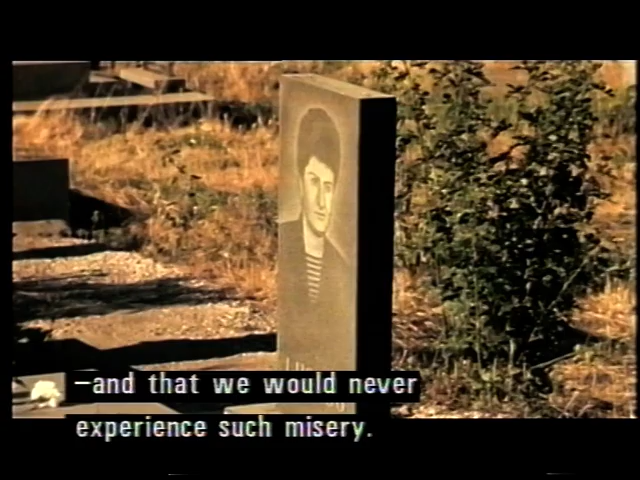 –and that we would never
experience such misery.